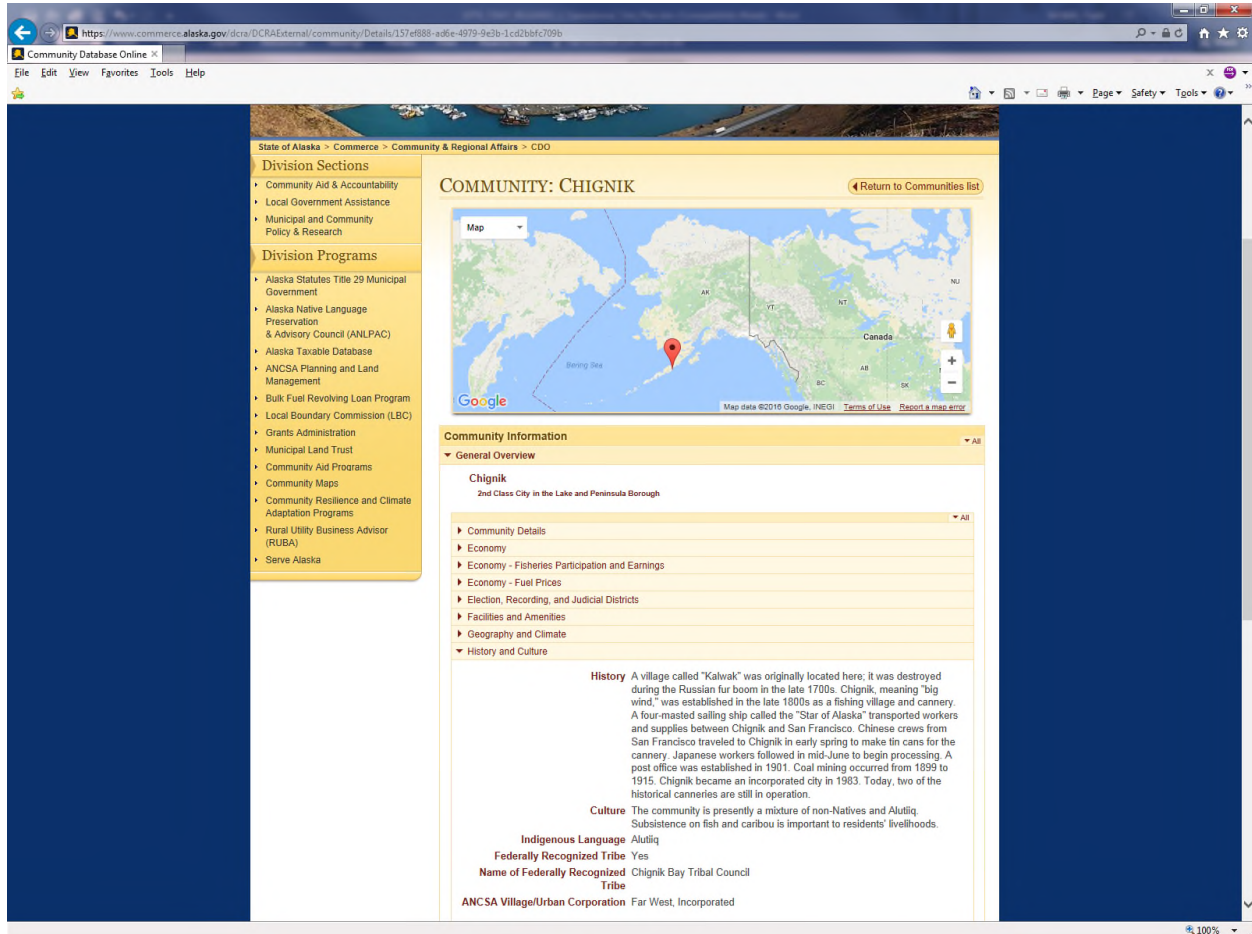 https://www.commerce.alaska.gov/dcra/DCRAExternal/community/Details/157ef888-ad6e-4979-9e3b-1cd2bbfc709b
Community Database Online
File Edit View Favorites Tools Help
Page Safety Tools
State of Alaska > Commerce > Community & Regional Affairs > CDO
Division Sections
Community Aid & Accountability
Local Government Assistance
Municipal and Community
Policy & Research
Division Programs
Alaska Statutes Title 29 Municipal
Government
Alaska Native Language
Preservation
& Advisory Council (ANLPAC)
Alaska Taxable Database
ANCSA Planning and Land
Management
Bulk Fuel Revolving Loan Program
Local Boundary Commission (LBC)
Grants Administration
Municipal Land Trust
Community Aid Programs
Community Maps
Community Resilience and Climate
Adaptation Programs
Rural Utility Business Advisor
(RUBA)
Serve Alaska
COMMUNITY: CHIGNIK
Return to Communities list
Map
NU
AK
NT
YT
Canada
Bering Sea
AB
BC
SK
Google
Map data ©2016 Google, INEGI Terms of Use Report a map error
Community Information
All
General Overview
Chignik
2nd Class City in the Lake and Peninsula Borough
All
Community Details
Economy
Economy - Fisheries Participation and Earnings
Economy - Fuel Prices
Election, Recording, and Judicial Districts
Facilities and Amenities
Geography and Climate
History and Culture
History A village called "Kalwak" was originally located here; it was destroyed
during the Russian fur boom in the late 1700s. Chignik, meaning "big
wind," was established in the late 1800s as a fishing village and cannery.
A four-masted sailing ship called the "Star of Alaska" transported workers
and supplies between Chignik and San Francisco. Chinese crews from
San Francisco traveled to Chignik in early spring to make tin cans for the
cannery. Japanese workers followed in mid-June to begin processing. A
post office was established in 1901. Coal mining occurred from 1899 to
1915. Chignik became an incorporated city in 1983. Today, two of the
historical canneries are still in operation.
Culture The community is presently a mixture of non-Natives and Alutiiq.
Subsistence on fish and caribou is important to residents' livelihoods.
Indigenous Language Alutiiq
Federally Recognized Tribe Yes
Name of Federally Recognized Chignik Bay Tribal Council
Tribe
ANCSA Village/Urban Corporation Far West, Incorporated
100%